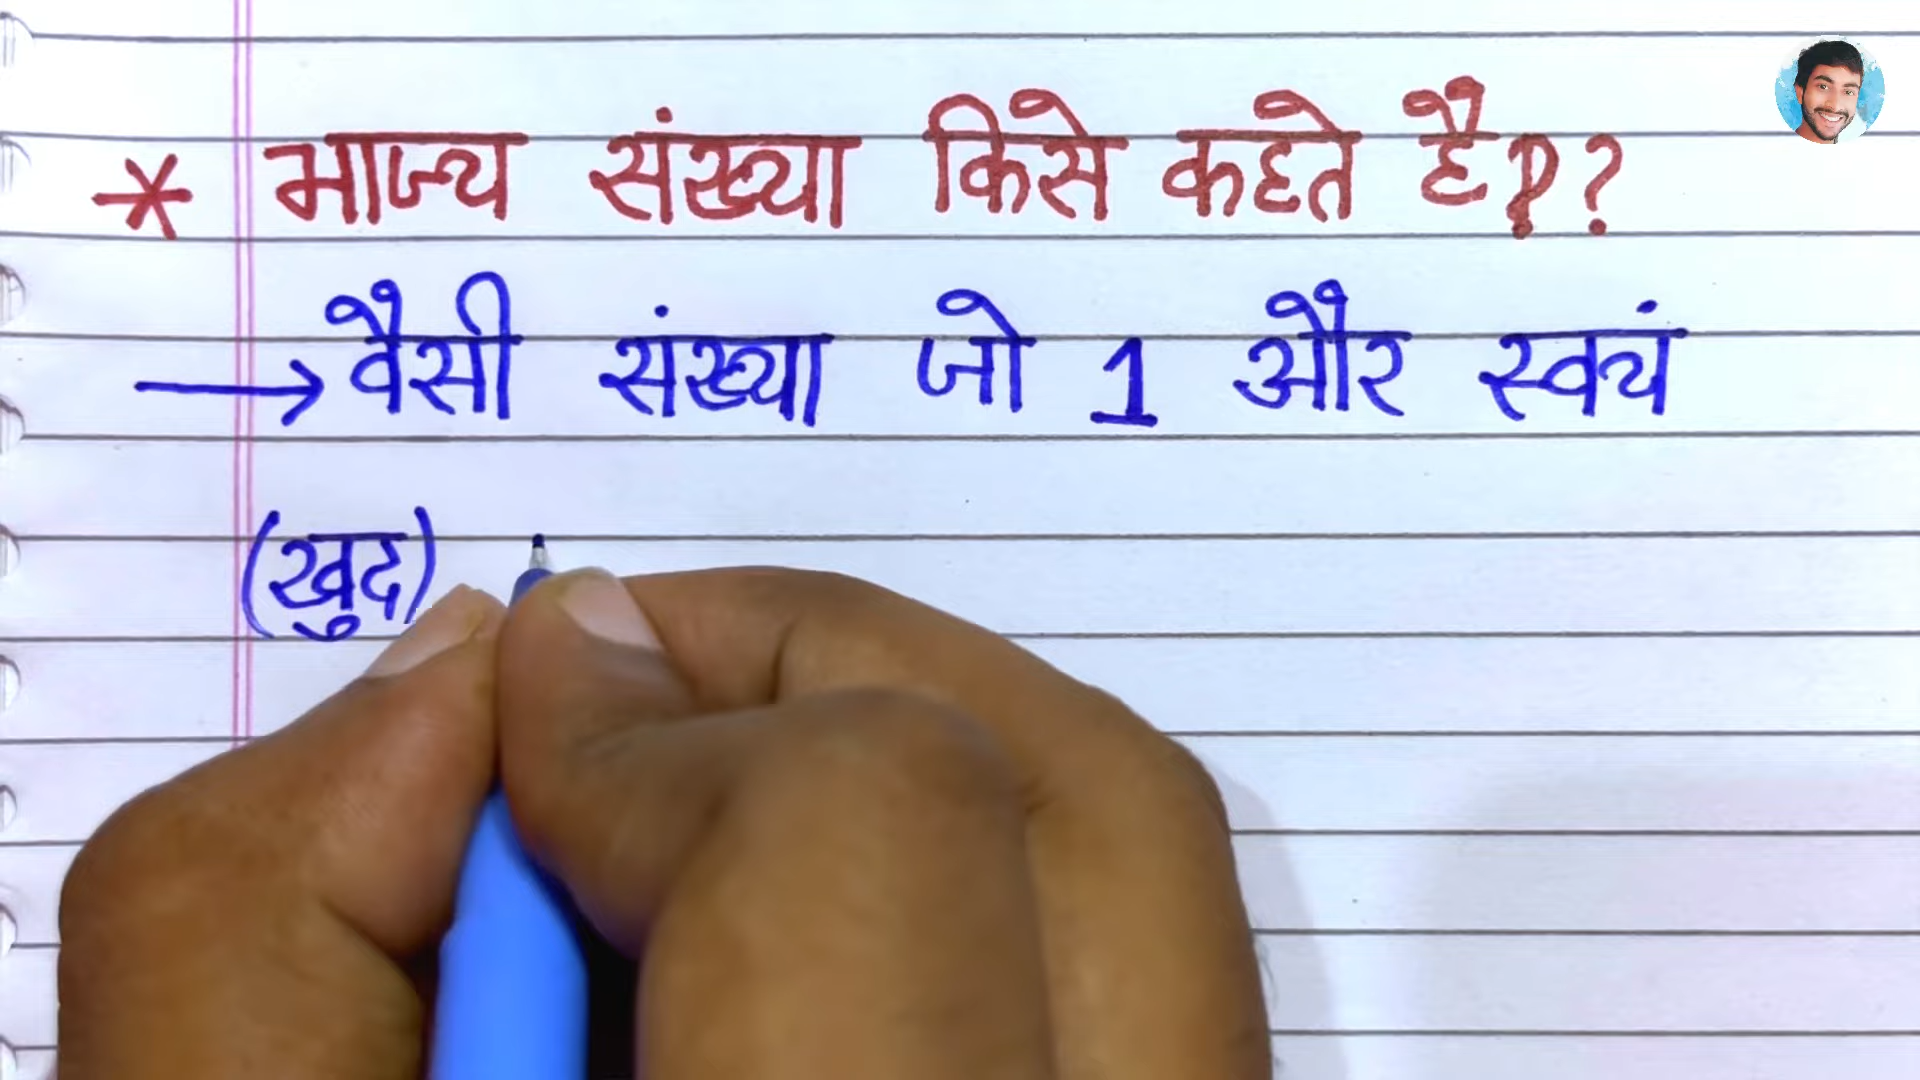 * भाज्य संख्या किसे कहते है??
→ वैसी संख्या जो 1 और स्वयं
(खुद)